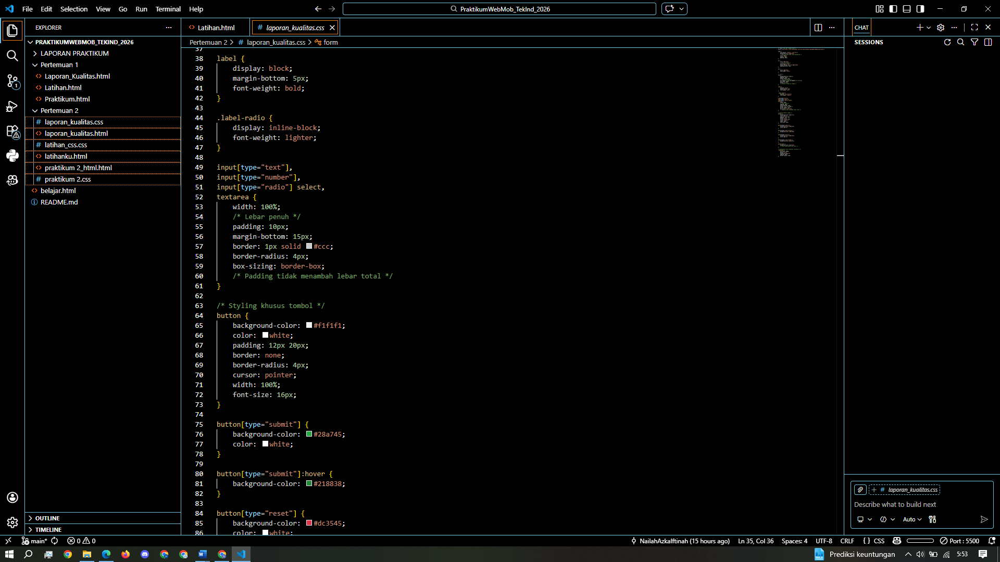 File Edit Selection View Go Run Terminal Help
PraktikumWebMob_TekInd_2026
EXPLORER
PRAKTIKUMWEBMOB_TEKIND_2026
LAPORAN PRAKTIKUM
Pertemuan 1
Laporan_Kualitas.html
Latihan.html
Praktikum.html
Pertemuan 2
laporan_kualitas.css
laporan_kualitas.html
latihan_css.css
latihanku.html
praktikum 2_html.html
praktikum 2.css
belajar.html
README.md
OUTLINE
TIMELINE
Latihan.html
# laporan_kualitas.css
Pertemuan 2 > # laporan_kualitas.css > form
37
38 label {
39 display: block;
40 margin-bottom: 5px;
41 font-weight: bold;
42 }
43
44 .label-radio {
45 display: inline-block;
46 font-weight: lighter;
47 }
48
49 input[type="text"],
50 input[type="number"],
51 input[type="radio"] select,
52 textarea {
53 width: 100%;
54 /* Lebar penuh */
55 padding: 10px;
56 margin-bottom: 15px;
57 border: 1px solid #ccc;
58 border-radius: 4px;
59 box-sizing: border-box;
60 /* Padding tidak menambah lebar total */
61 }
62
63 /* Styling khusus tombol */
64 button {
65 background-color: #f1f1f1;
66 color: white;
67 padding: 12px 20px;
68 border: none;
69 border-radius: 4px;
70 cursor: pointer;
71 width: 100%;
72 font-size: 16px;
73 }
74
75 button[type="submit"] {
76 background-color: #28a745;
77 color: white;
78 }
79
80 button[type="submit"]:hover {
81 background-color: #218838;
82 }
83
84 button[type="reset"] {
85 background-color: #dc3545;
86 color: white;
CHAT
SESSIONS
+ # laporan_kualitas.css
Describe what to build next
Auto
main* 0 0
NailahAzkalftinah (15 hours ago) Ln 35, Col 36 Spaces: 4 UTF-8 CRLF {} CSS Port : 5500
Prediksi keuntungan 5:53